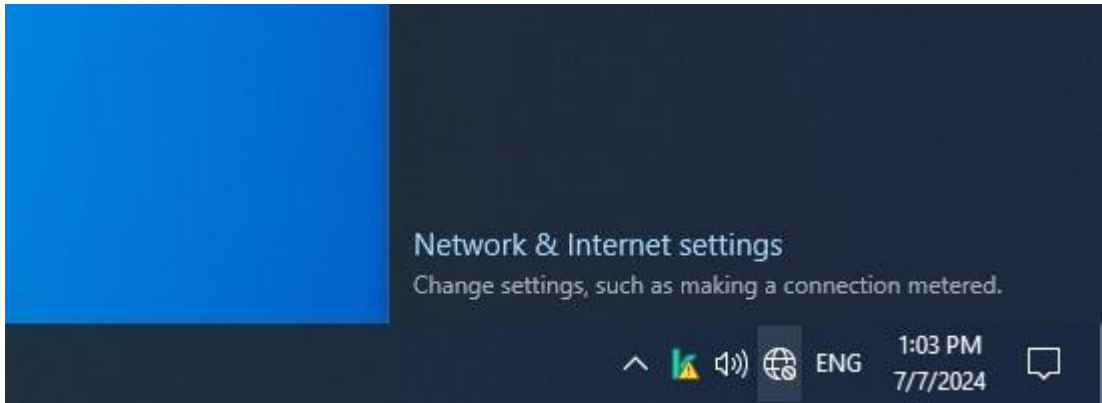 Network & Internet settings
Change settings, such as making a connection metered.
ENG
1:03 PM
7/7/2024